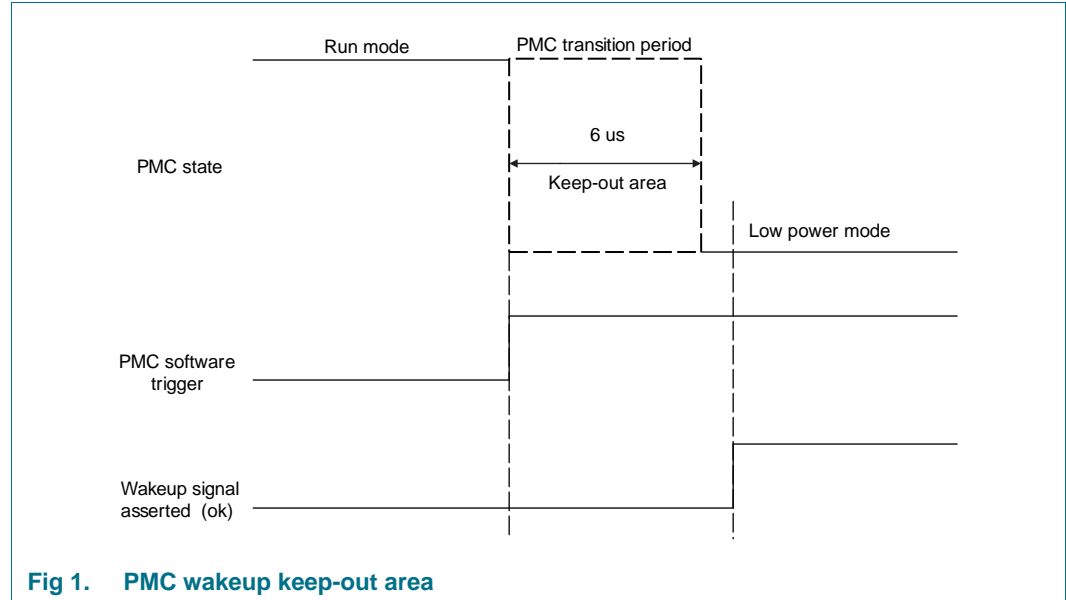 Run mode
PMC transition period
6 us
PMC state
Keep-out area
Low power mode
PMC software
trigger
Wakeup signal
asserted (ok)
Fig 1. PMC wakeup keep-out area